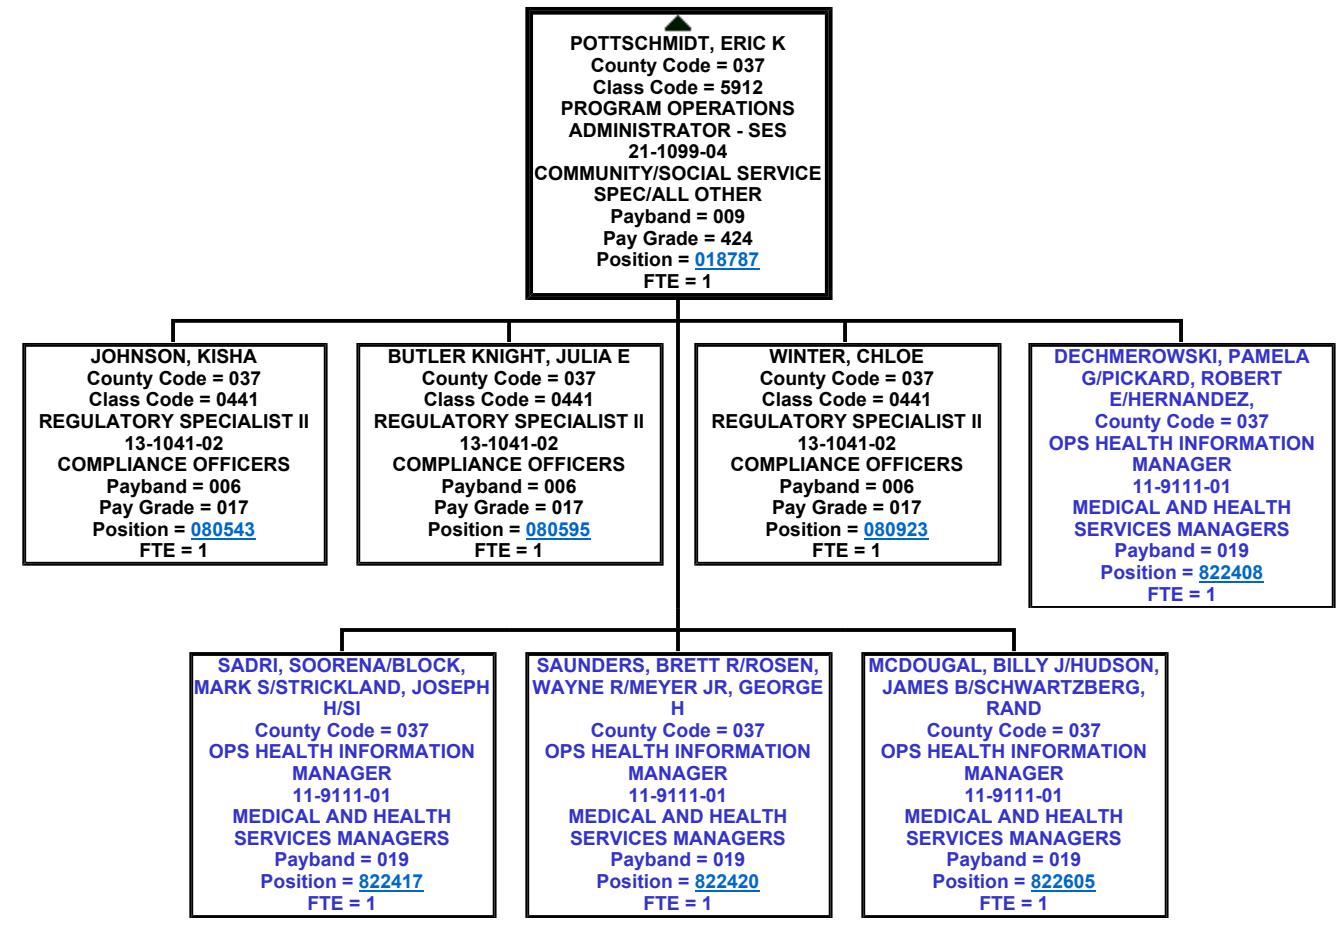 POTTSCHMIDT, ERIC K
County Code = 037
Class Code = 5912
PROGRAM OPERATIONS
ADMINISTRATOR - SES
21-1099-04
COMMUNITY/SOCIAL SERVICE
SPEC/ALL OTHER
Payband = 009
Pay Grade = 424
Position = 018787
FTE = 1
JOHNSON, KISHA
County Code = 037
Class Code = 0441
REGULATORY SPECIALIST II
13-1041-02
COMPLIANCE OFFICERS
Payband = 006
Pay Grade = 017
Position = 080543
FTE = 1
BUTLER KNIGHT, JULIA E
County Code = 037
Class Code = 0441
REGULATORY SPECIALIST II
13-1041-02
COMPLIANCE OFFICERS
Payband = 006
Pay Grade = 017
Position = 080595
FTE = 1
WINTER, CHLOE
County Code = 037
Class Code = 0441
REGULATORY SPECIALIST II
13-1041-02
COMPLIANCE OFFICERS
Payband = 006
Pay Grade = 017
Position = 080923
FTE = 1
DECHMEROWSKI, PAMELA
G/PICKARD, ROBERT
E/HERNANDEZ,
County Code = 037
OPS HEALTH INFORMATION
MANAGER
11-9111-01
MEDICAL AND HEALTH
SERVICES MANAGERS
Payband = 019
Position = 822408
FTE = 1
SADRI, SOORENA/BLOCK,
MARK S/STRICKLAND, JOSEPH
H/SI
County Code = 037
OPS HEALTH INFORMATION
MANAGER
11-9111-01
MEDICAL AND HEALTH
SERVICES MANAGERS
Payband = 019
Position = 822417
FTE = 1
SAUNDERS, BRETT R/ROSEN,
WAYNE R/MEYER JR, GEORGE
H
County Code = 037
OPS HEALTH INFORMATION
MANAGER
11-9111-01
MEDICAL AND HEALTH
SERVICES MANAGERS
Payband = 019
Position = 822420
FTE = 1
MCDOUGAL, BILLY J/HUDSON,
JAMES B/SCHWARTZBERG,
RAND
County Code = 037
OPS HEALTH INFORMATION
MANAGER
11-9111-01
MEDICAL AND HEALTH
SERVICES MANAGERS
Payband = 019
Position = 822605
FTE = 1